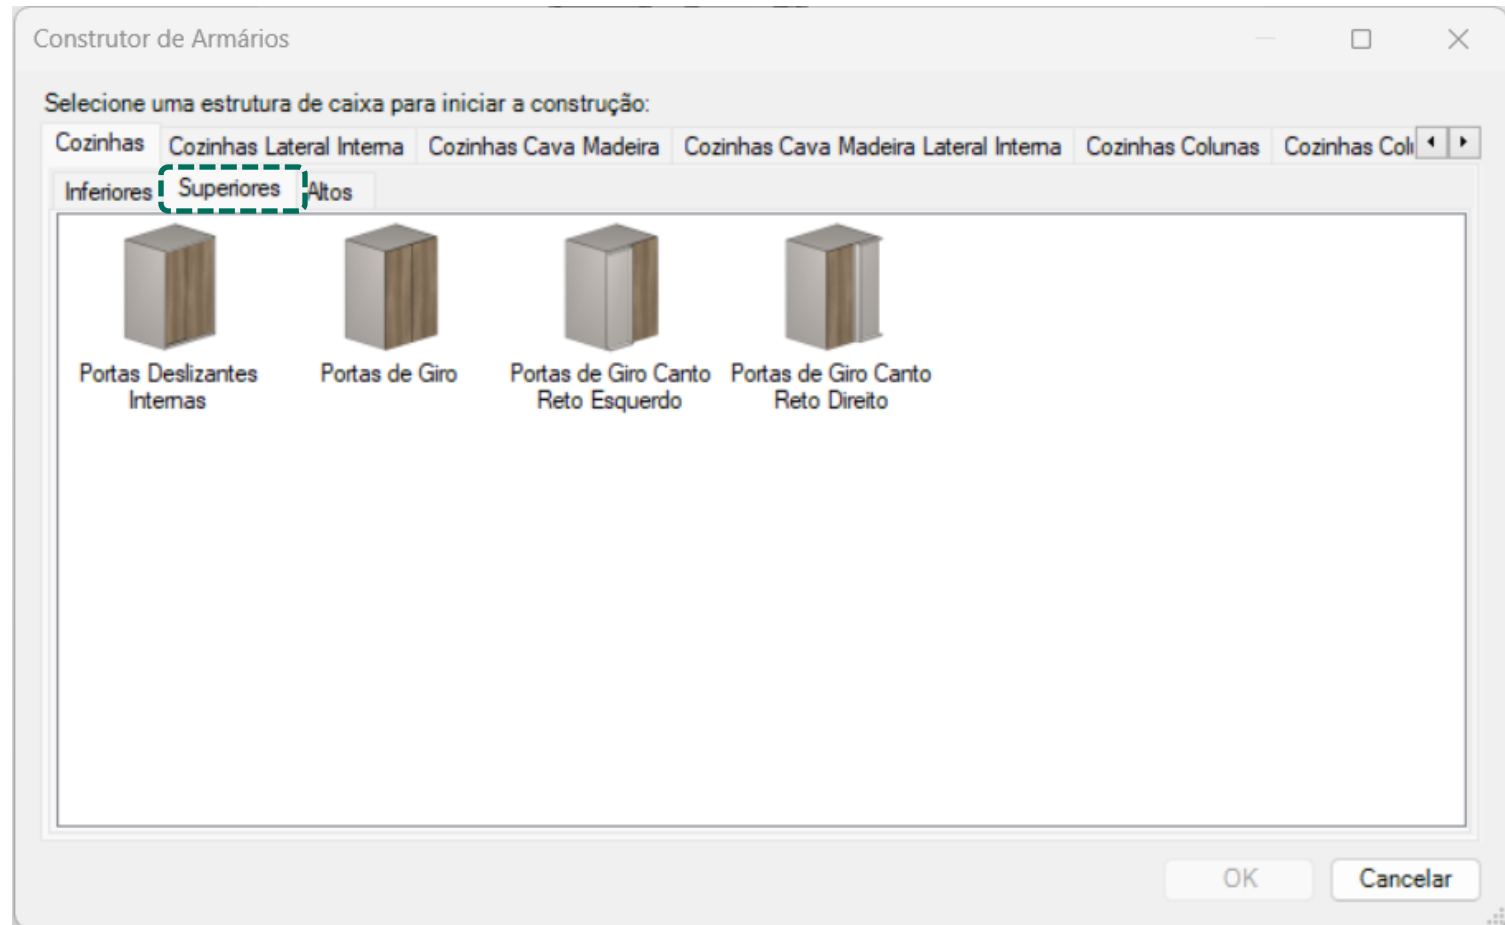 Construtor de Armários
Selecione uma estrutura de caixa para iniciar a construção:
Cozinhas Cozinhas Lateral Interna Cozinhas Cava Madeira Cozinhas Cava Madeira Lateral Interna Cozinhas Colunas Cozinhas
Inferiores Superiores Altos
Portas Deslizantes Portas de Giro Portas de Giro Canto Portas de Giro Canto
Internas Reto Esquerdo Reto Direito
OK Cancelar